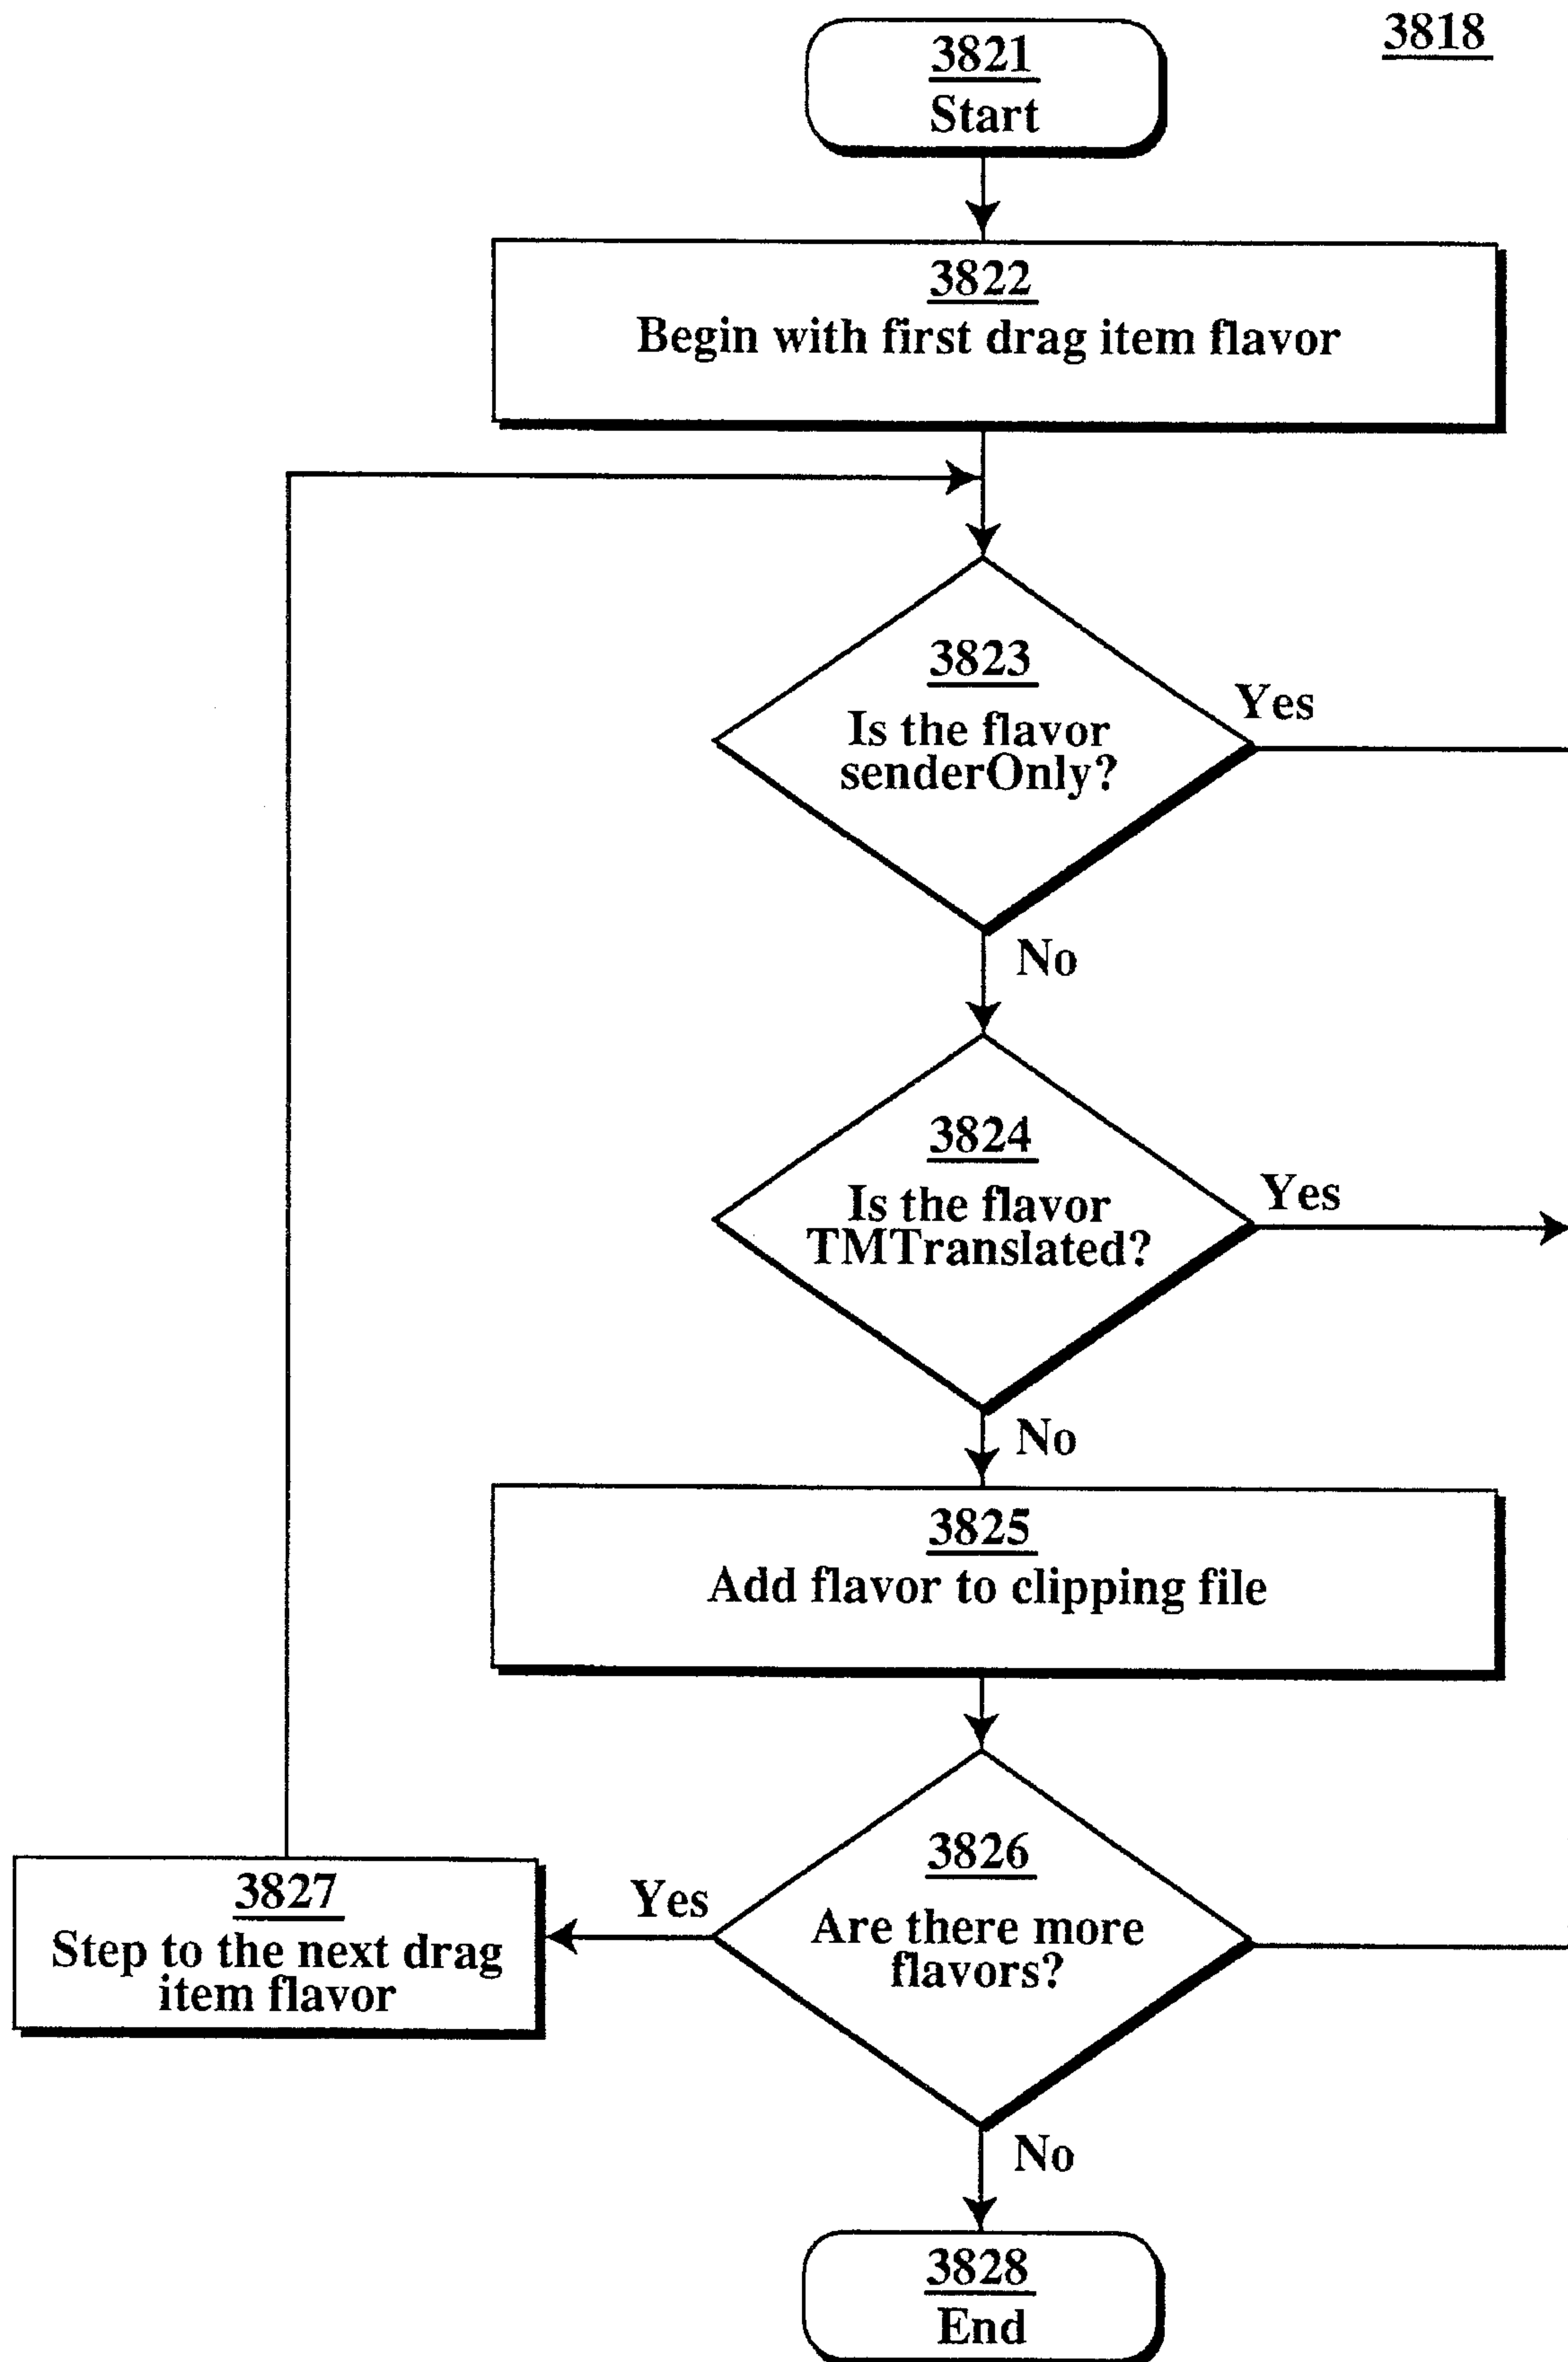 3818
3821
Start
3822
Begin with first drag item flavor
3823
Is the flavor
senderOnly?
Yes
No
3824
Is the flavor
TMTranslated?
Yes
No
3825
Add flavor to clipping file
3826
Are there more
flavors?
Yes
3827
Step to the next drag
item flavor
No
3828
End